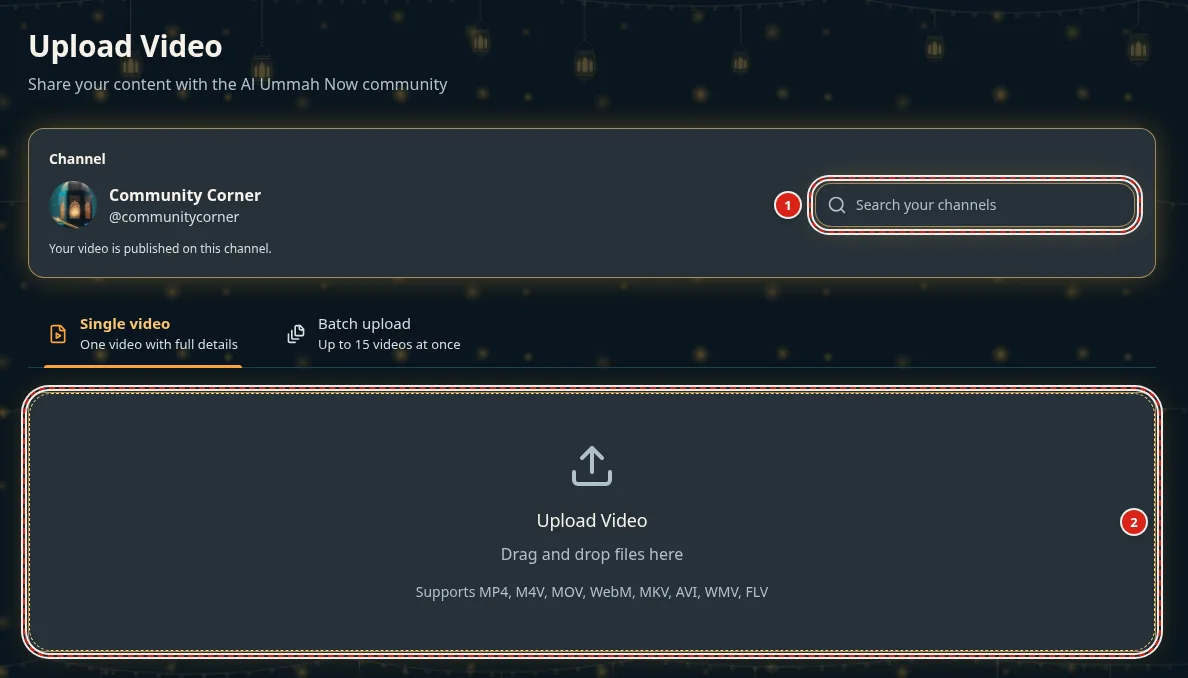 Upload Video
Share your content with the Al Ummah Now community
Channel
Community Corner
@communitycorner
Your video is published on this channel.
1
Search your channels
Single video
One video with full details
Batch upload
Up to 15 videos at once
Upload Video
Drag and drop files here
Supports MP4, M4V, MOV, WebM, MKV, AVI, WMV, FLV
2